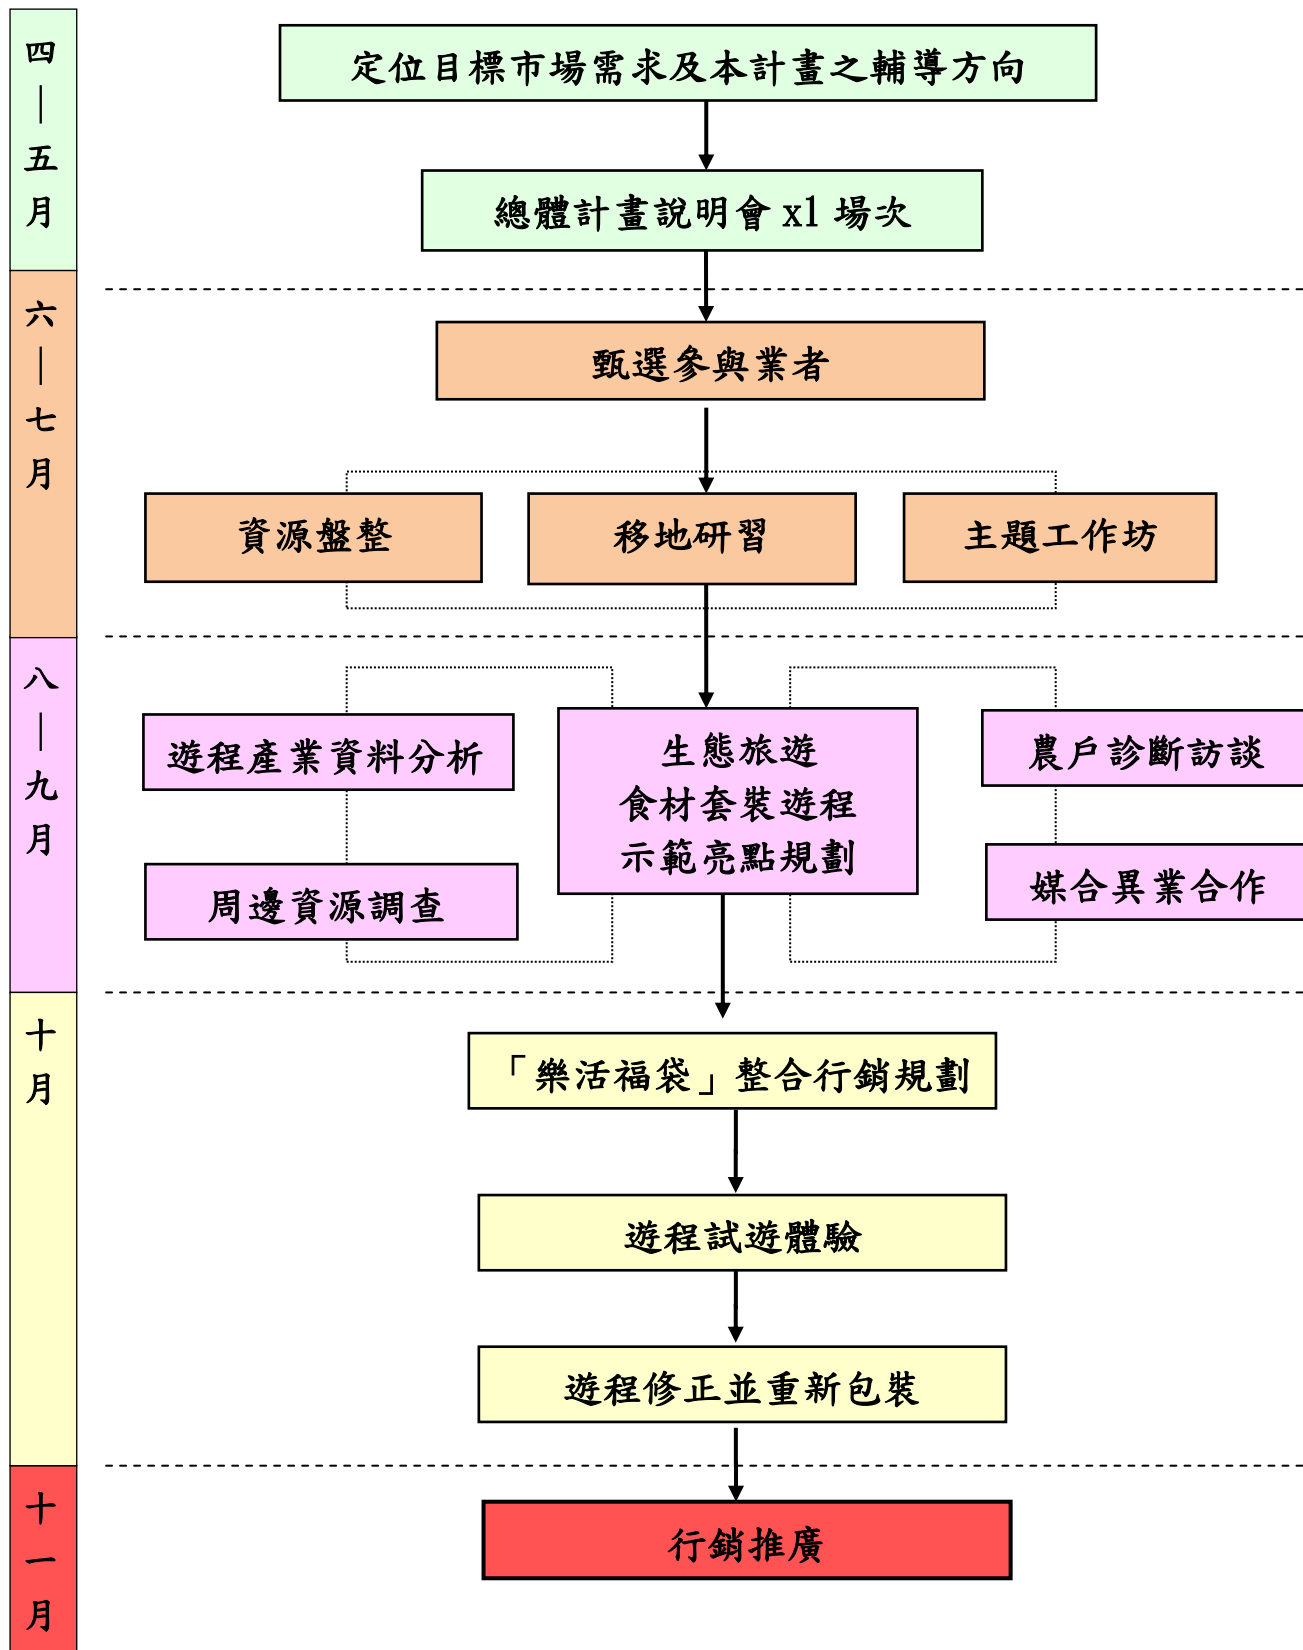 四｜五月
定位目標市場需求及本計畫之輔導方向
總體計畫說明會 x1 場次
六｜七月
甄選參與業者
資源盤整
移地研習
主題工作坊
八｜九月
遊程產業資料分析
生態旅遊
食材套裝遊程
示範亮點規劃
農戶診斷訪談
周邊資源調查
媒合異業合作
十月
「樂活福袋」整合行銷規劃
遊程試遊體驗
遊程修正並重新包裝
十一月
行銷推廣